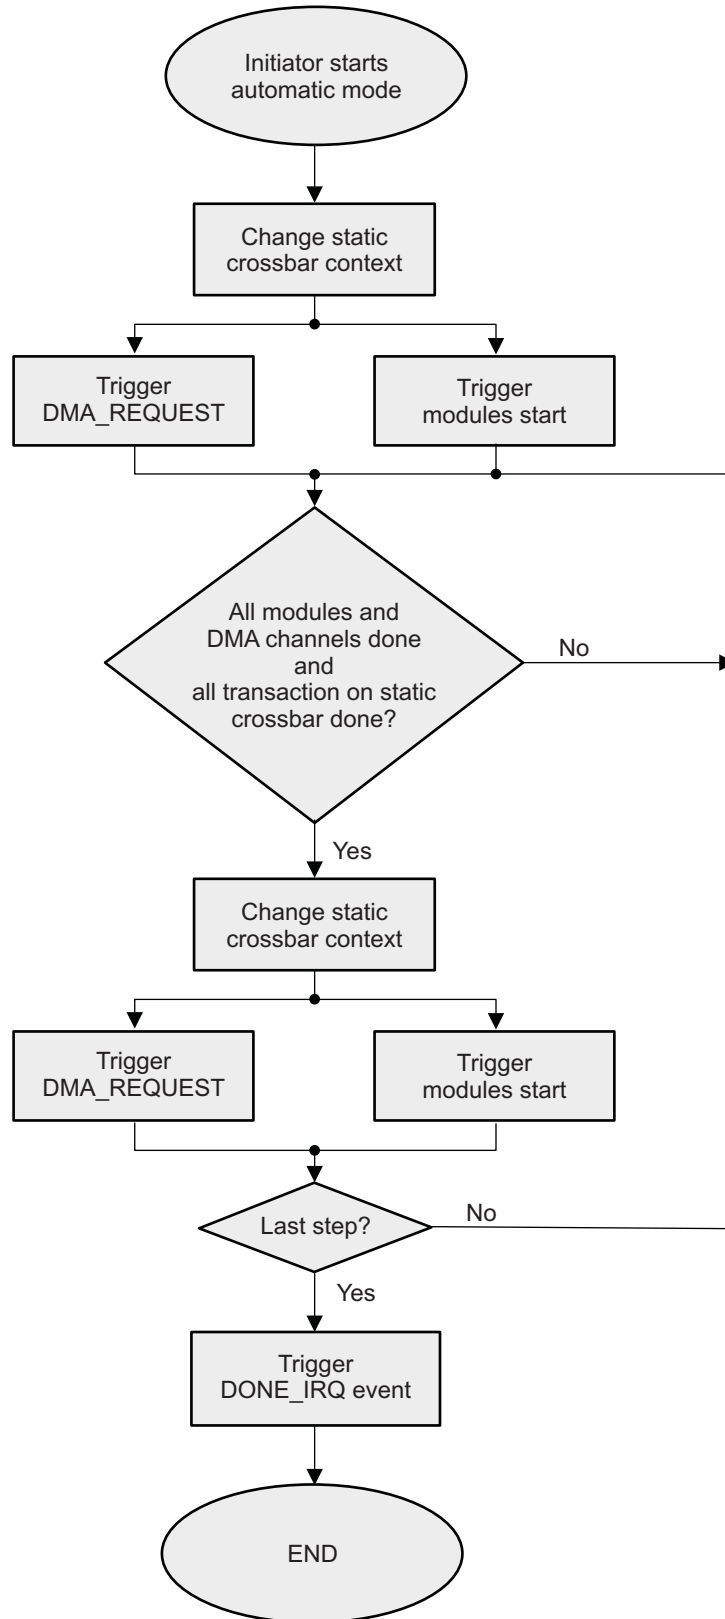 Initiator starts
automatic mode
Change static
crossbar context
Trigger
DMA_REQUEST
Trigger
modules start
All modules and
DMA channels done
and
all transaction on static
crossbar done?
No
Yes
Change static
crossbar context
Trigger
DMA_REQUEST
Trigger
modules start
Last step?
No
Yes
Trigger
DONE_IRQ event
END